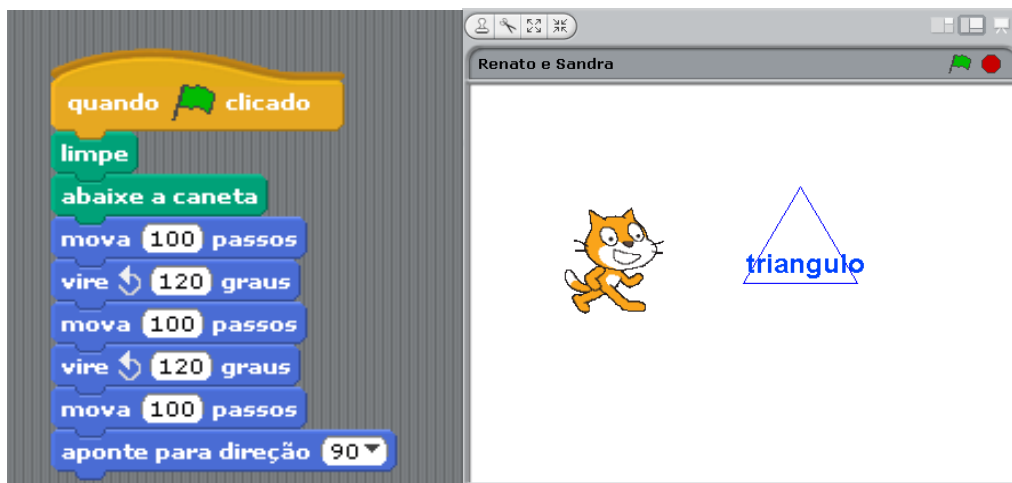 quando clicado
limpe
abaixe a caneta
mova 100 passos
vire 120 graus
mova 100 passos
vire 120 graus
mova 100 passos
aponte para direção 90
Renato e Sandra
triangulo